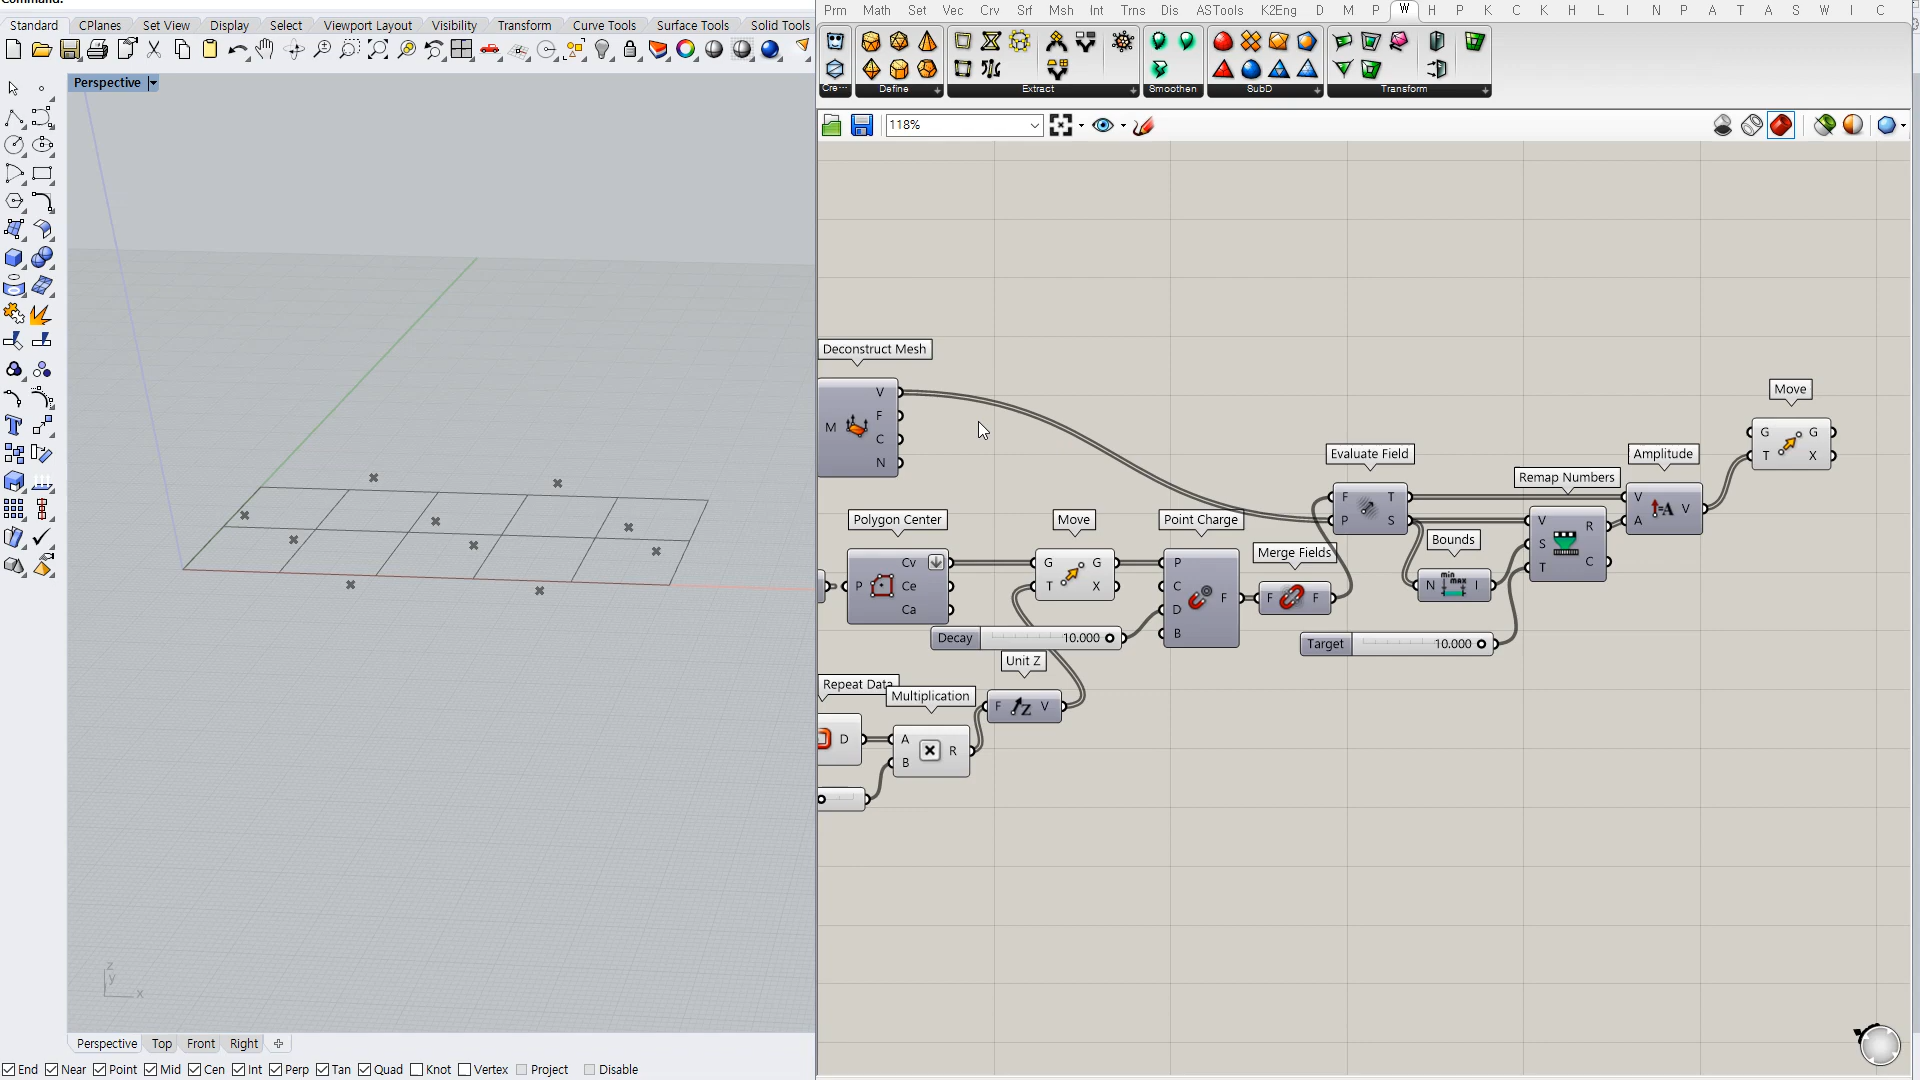 Command:
Standard CPlanes Set View Display Select Viewport Layout Visibility Transform Curve Tools Surface Tools Solid Tools
Prm Math Set Vec Crv Srf Msh Int Trns Dis ASTools K2Eng D M P W H P K C K H L I N P A T A S W I C
Cre··· Define Extract Smoothen SubD Transform
Perspective
118%
Deconstruct Mesh
M V F C N
Polygon Center
P Cv Ce Ca
Move
G T G X
Point Charge
P C D B F
Merge Fields
F F
Evaluate Field
F P T S
Bounds
N min max I
Remap Numbers
V S T R C
Amplitude
V A =A V
Move
G T G X
Decay 10.000
Target 10.000
Unit Z
F Z V
Repeat Data
D
Multiplication
A B R
z
y
x
Perspective Top Front Right
End Near Point Mid Cen Int Perp Tan Quad Knot Vertex Project Disable